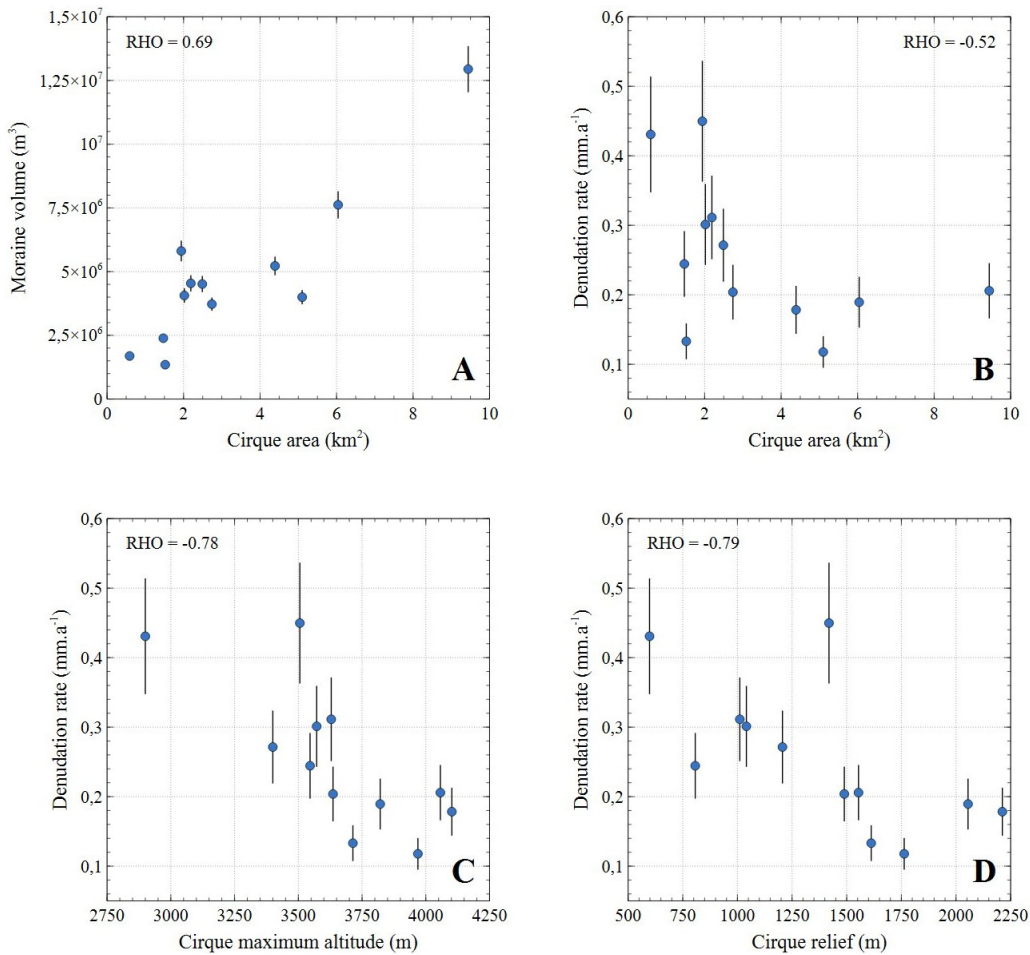 1,5×10⁷
1,25×10⁷
10⁷
7,5×10⁶
5×10⁶
2,5×10⁶
0
Moraine volume (m³)
RHO = 0.69
A
0 2 4 6 8 10
Cirque area (km²)
0,6
0,5
0,4
0,3
0,2
0,1
Denudation rate (mm.a⁻¹)
RHO = -0.52
B
0 2 4 6 8 10
Cirque area (km²)
0,6
0,5
0,4
0,3
0,2
0,1
Denudation rate (mm.a⁻¹)
RHO = -0.78
C
2750 3000 3250 3500 3750 4000 4250
Cirque maximum altitude (m)
0,6
0,5
0,4
0,3
0,2
0,1
Denudation rate (mm.a⁻¹)
RHO = -0.79
D
500 750 1000 1250 1500 1750 2000 2250
Cirque relief (m)